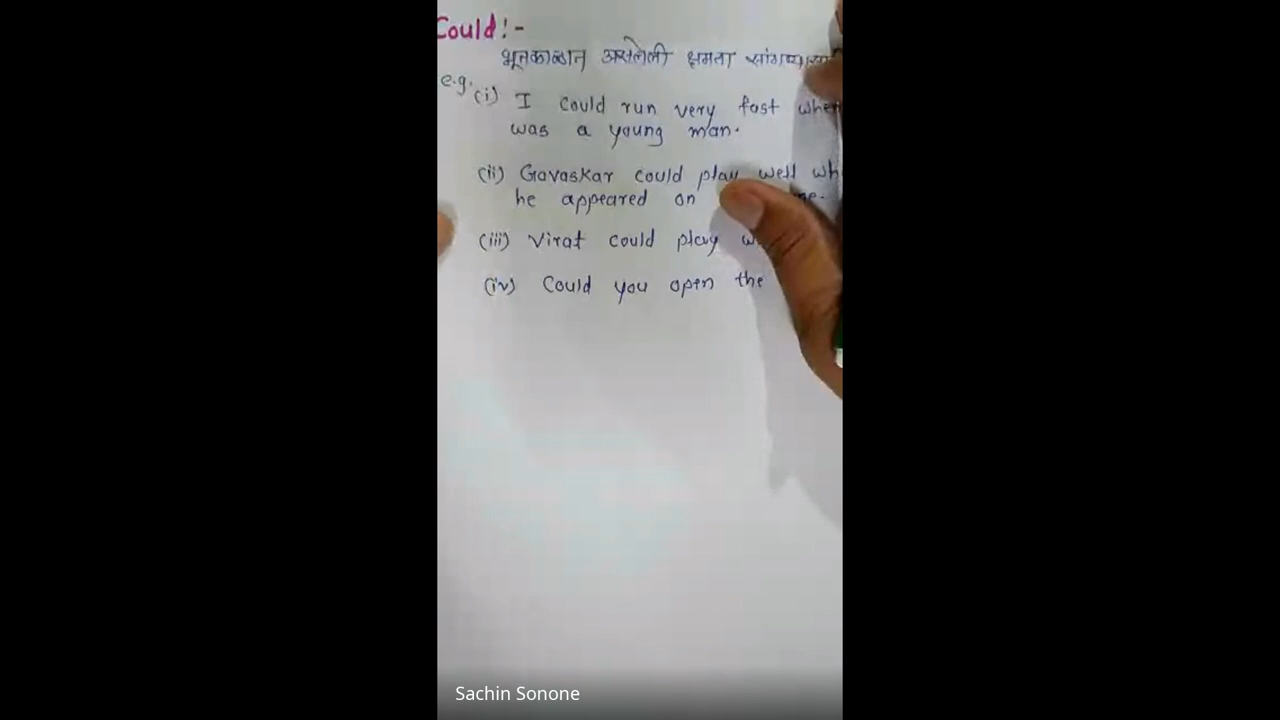 Could:-
भूतकाळात असलेली क्षमता
e.g. (i) I could run very fast when
was a young man.
(ii) Gavaskar could play well
he appeared on
(iii) Virat could play
(iv) Could you open the
Sachin Sonone